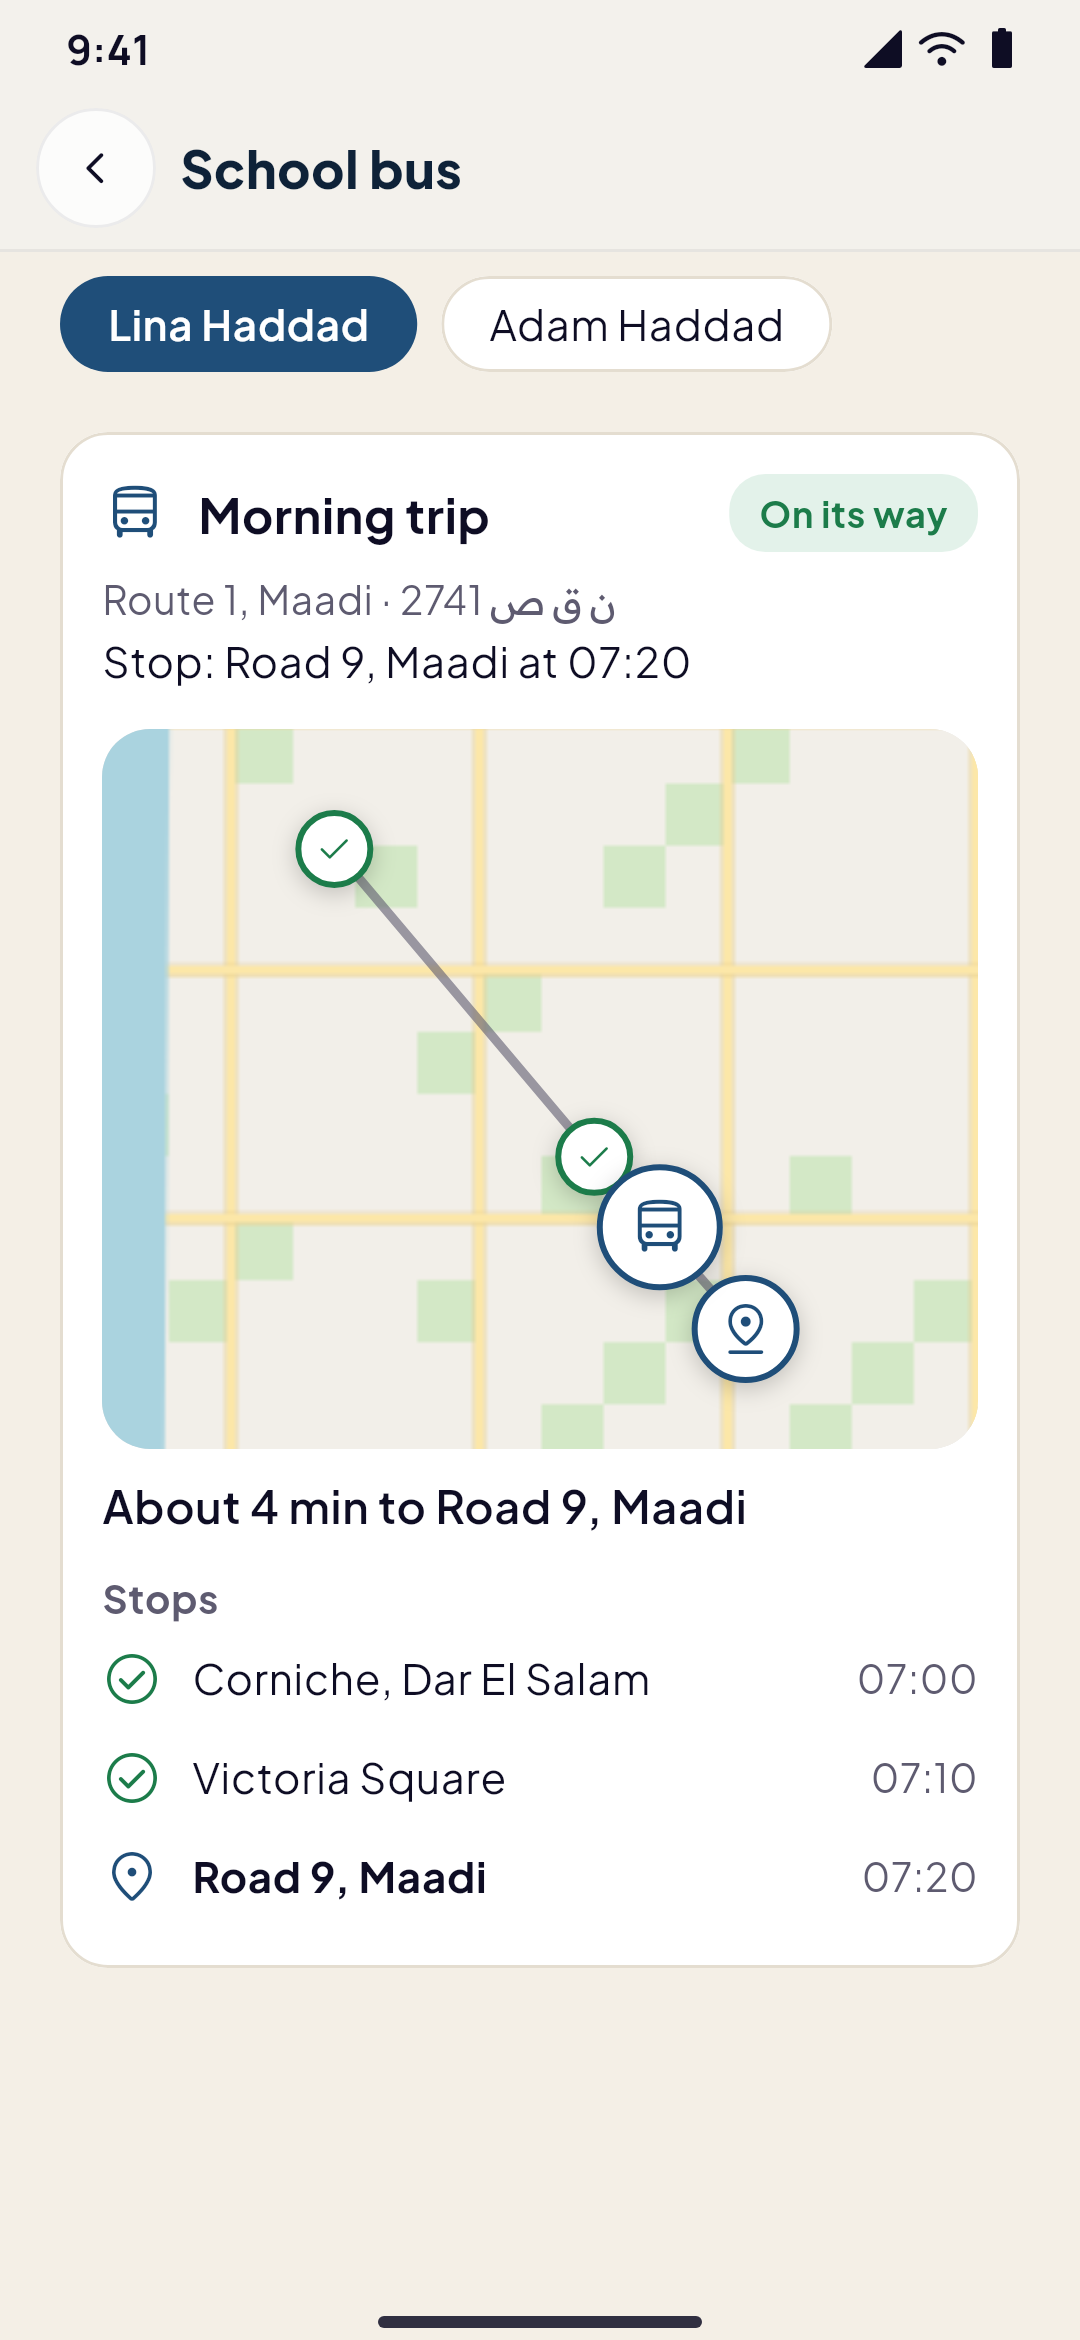 9:41
School bus
Lina Haddad
Adam Haddad
Morning trip
On its way
Route 1, Maadi · 2741 ن ق ص
Stop: Road 9, Maadi at 07:20
About 4 min to Road 9, Maadi
Stops
Corniche, Dar El Salam 07:00
Victoria Square 07:10
Road 9, Maadi 07:20